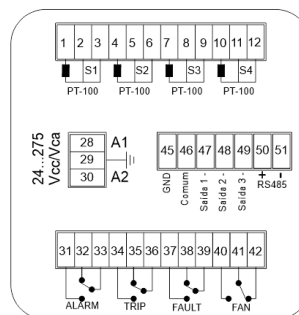 1 2 3 4 5 6 7 8 9 10 11 12
S1 S2 S3 S4
PT-100 PT-100 PT-100 PT-100
24...275
Vcc/Vca
28 A1
29
30 A2
45 46 47 48 49 50 51
GND
Comum
Saída 1 -
Saída 2 -
Saída 3 -
+ -
RS485
31 32 33 34 35 36 37 38 39 40 41 42
ALARM TRIP FAULT FAN